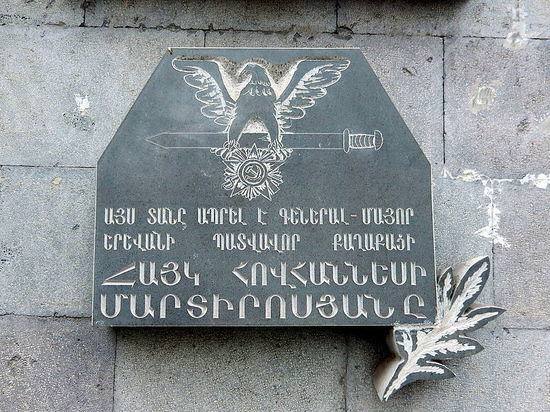 ԱՅՍ ՏԱՆԸ ԱՊՐԵԼ Է ԳԵՆԵՐԱԼ-ՄԱՅՈՐ
ԵՐԵՎԱՆԻ ՊԱՏՎԱՎՈՐ ՔԱՂԱՔԱՑԻ
ՀԱՅԿ ՀՈՎՀԱՆՆԵՍԻ
ՄԱՐՏԻՐՈՍՅԱՆԸ